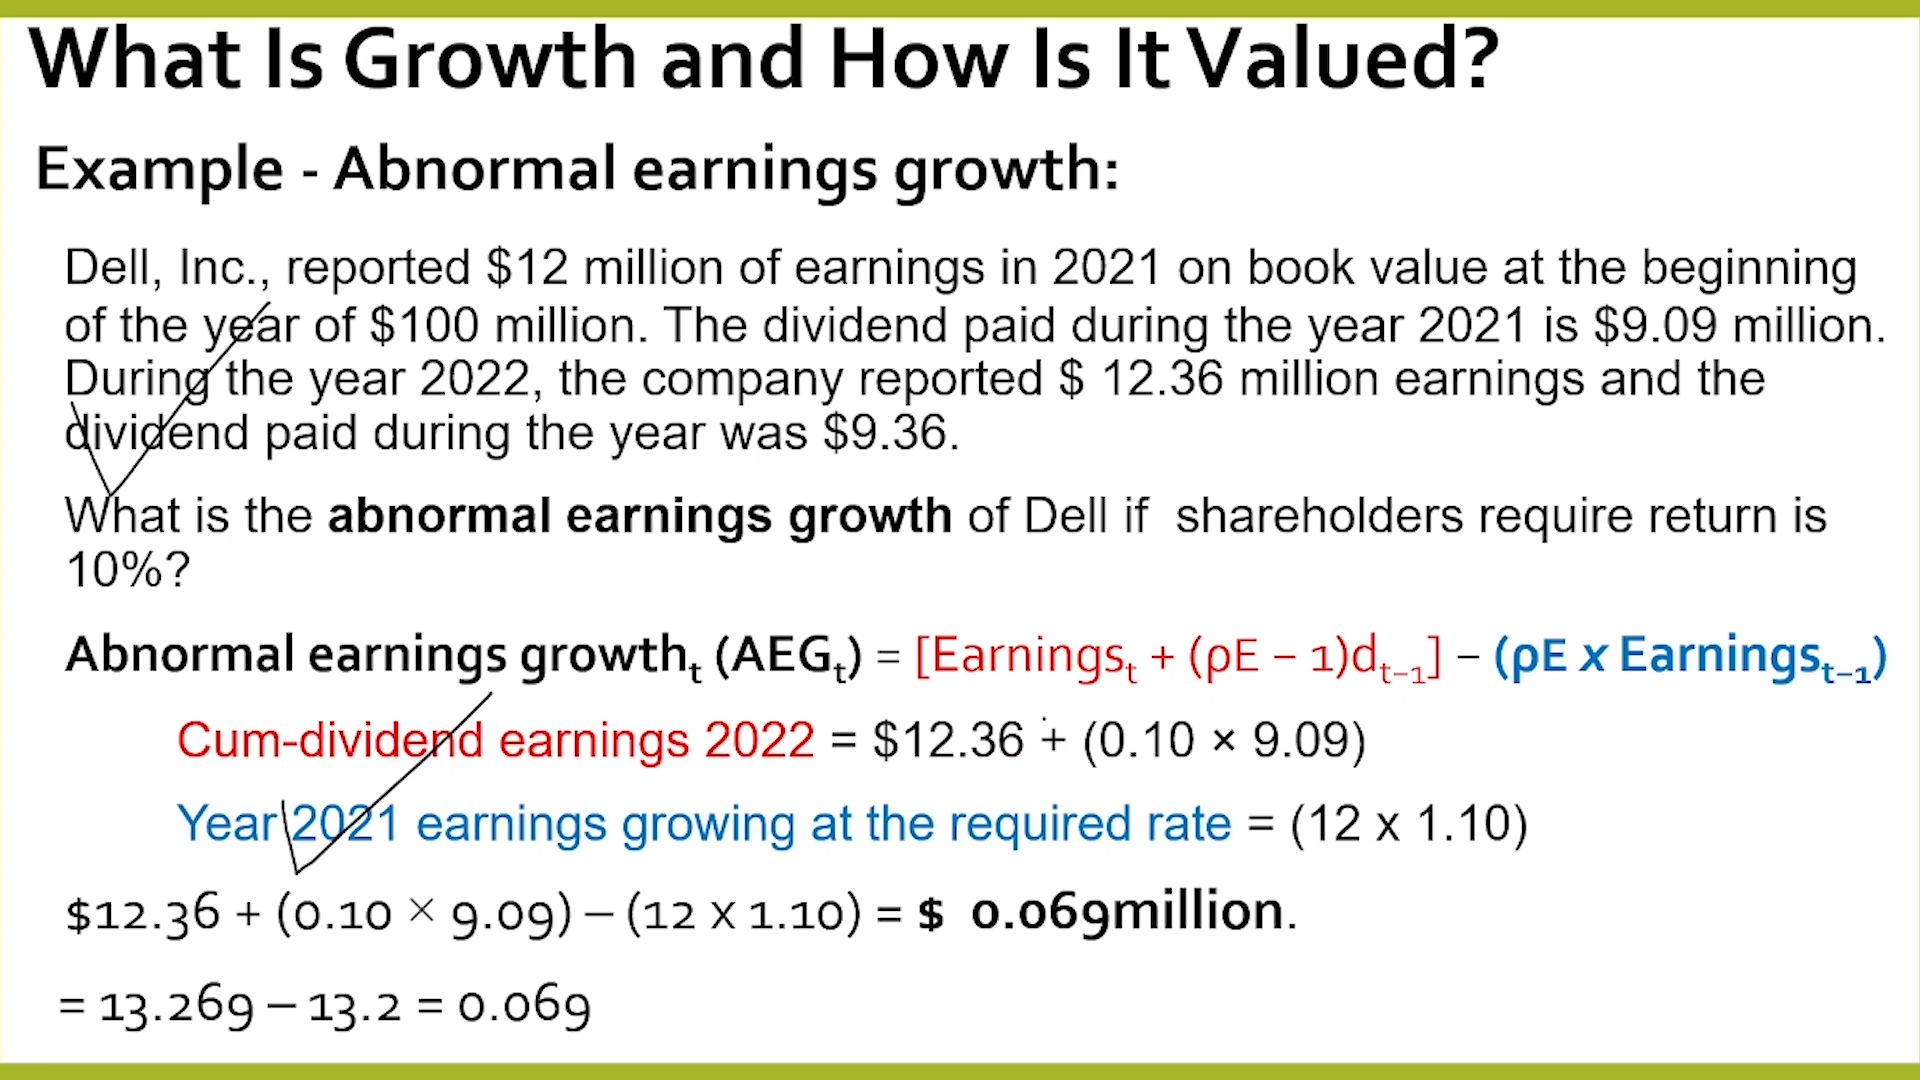 What Is Growth and How Is It Valued?
Example - Abnormal earnings growth:
Dell, Inc., reported $12 million of earnings in 2021 on book value at the beginning
of the year of $100 million. The dividend paid during the year 2021 is $9.09 million.
During the year 2022, the company reported $ 12.36 million earnings and the
dividend paid during the year was $9.36.
What is the abnormal earnings growth of Dell if shareholders require return is
10%?
Abnormal earnings growthₜ (AEGₜ) = [Earningsₜ + (ρE – 1)dₜ₋₁] – (ρE x Earningsₜ₋₁)
Cum-dividend earnings 2022 = $12.36 + (0.10 × 9.09)
Year 2021 earnings growing at the required rate = (12 x 1.10)
$12.36 + (0.10 × 9.09) – (12 x 1.10) = $ 0.069million.
= 13.269 – 13.2 = 0.069